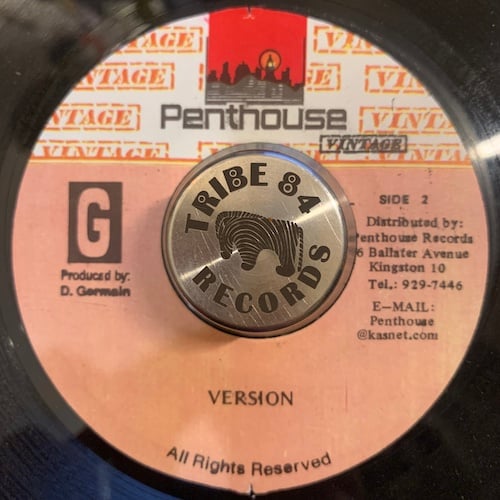 VINTAGE
VINTAGE
VINTAGE
VINTAGE
VINTAGE
VINTAGE
Penthouse
VINTAGE
TRIBE 84
RECORDS
G
Produced by:
D. Germain
SIDE 2
Distributed by:
Penthouse Records
6 Ballater Avenue
Kingston 10
Tel.: 929-7446
E-MAIL:
Penthouse
@kasnet.com
VERSION
All Rights Reserved